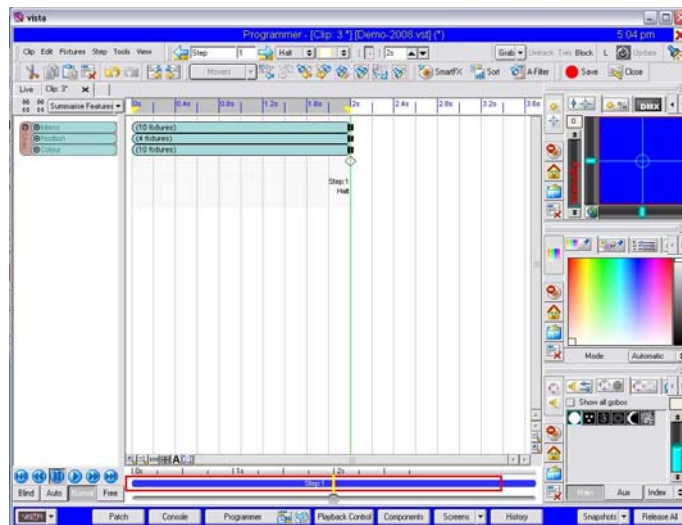 vista
Programmer - [Clip: 3 *] [Demo-2008.vst] (*)
5:04 pm
Clip Edit Fixtures Step Tools View
Step 1 Halt 2s Grab Untrack Trim Block L Update
Movers SmartFX Sort A-Filter Save Close
Live Clip: 3*
Summarise Features
0s 0.4s 0.8s 1.2s 1.6s 2s 2.4s 2.8s 3.2s 3.6s
DMX
0
Intens (10 fixtures)
Position (4 fixtures)
Colour (10 fixtures)
Step:1
Halt
Mode Automatic
Show all gobos
A
0s 1s 2s
Step:1
Blind Auto Normal Free
Main Aux Index
Patch Console Programmer Playback Control Components Screens History Snapshots Release All